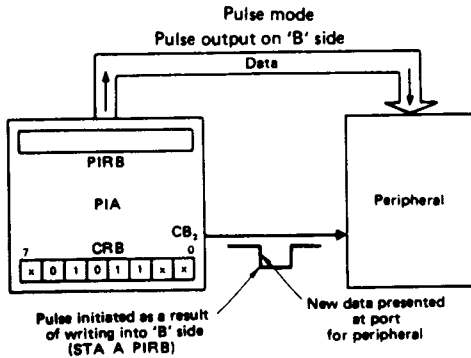 Pulse mode
Pulse output on 'B' side
Data
PIRB
PIA
Peripheral
CB₂
CRB
7 0
x 0 1 0 1 1 x x
Pulse initiated as a result
of writing into 'B' side
(STA A PIRB)
New data presented
at port
for peripheral